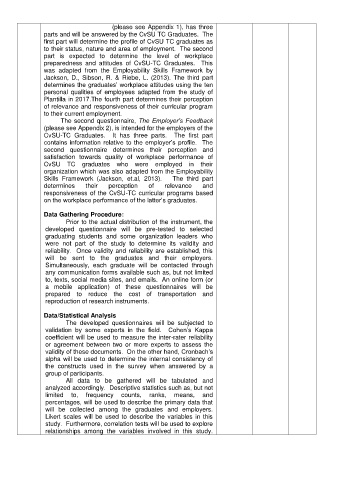 (please see Appendix 1), has three
parts and will be answered by the CvSU TC Graduates. The
first part will determine the profile of CvSU TC graduates as
to their status, nature and area of employment. The second
part is expected to determine the level of workplace
preparedness and attitudes of CvSU-TC Graduates. This
was adapted from the Employability Skills Framework by
Jackson, D., Sibson, R. & Riebe, L. (2013). The third part
determines the graduates' workplace attitudes using the ten
personal qualities of employees adapted from the study of
Plantilla in 2017.The fourth part determines their perception
of relevance and responsiveness of their curricular program
to their current employment.
The second questionnaire, The Employer's Feedback
(please see Appendix 2), is intended for the employers of the
CvSU-TC Graduates. It has three parts. The first part
contains information relative to the employer's profile. The
second questionnaire determines their perception and
satisfaction towards quality of workplace performance of
CvSU TC graduates who were employed in their
organization which was also adapted from the Employability
Skills Framework (Jackson, et.al, 2013). The third part
determines their perception of relevance and
responsiveness of the CvSU-TC curricular programs based
on the workplace performance of the latter's graduates.
Data Gathering Procedure:
Prior to the actual distribution of the instrument, the
developed questionnaire will be pre-tested to selected
graduating students and some organization leaders who
were not part of the study to determine its validity and
reliability. Once validity and reliability are established, this
will be sent to the graduates and their employers.
Simultaneously, each graduate will be contacted through
any communication forms available such as, but not limited
to, texts, social media sites, and emails. An online form (or
a mobile application) of these questionnaires will be
prepared to reduce the cost of transportation and
reproduction of research instruments.
Data/Statistical Analysis
The developed questionnaires will be subjected to
validation by some experts in the field. Cohen's Kappa
coefficient will be used to measure the inter-rater reliability
or agreement between two or more experts to assess the
validity of these documents. On the other hand, Cronbach's
alpha will be used to determine the internal consistency of
the constructs used in the survey when answered by a
group of participants.
All data to be gathered will be tabulated and
analyzed accordingly. Descriptive statistics such as, but not
limited to, frequency counts, ranks, means, and
percentages, will be used to describe the primary data that
will be collected among the graduates and employers.
Likert scales will be used to describe the variables in this
study. Furthermore, correlation tests will be used to explore
relationships among the variables involved in this study.